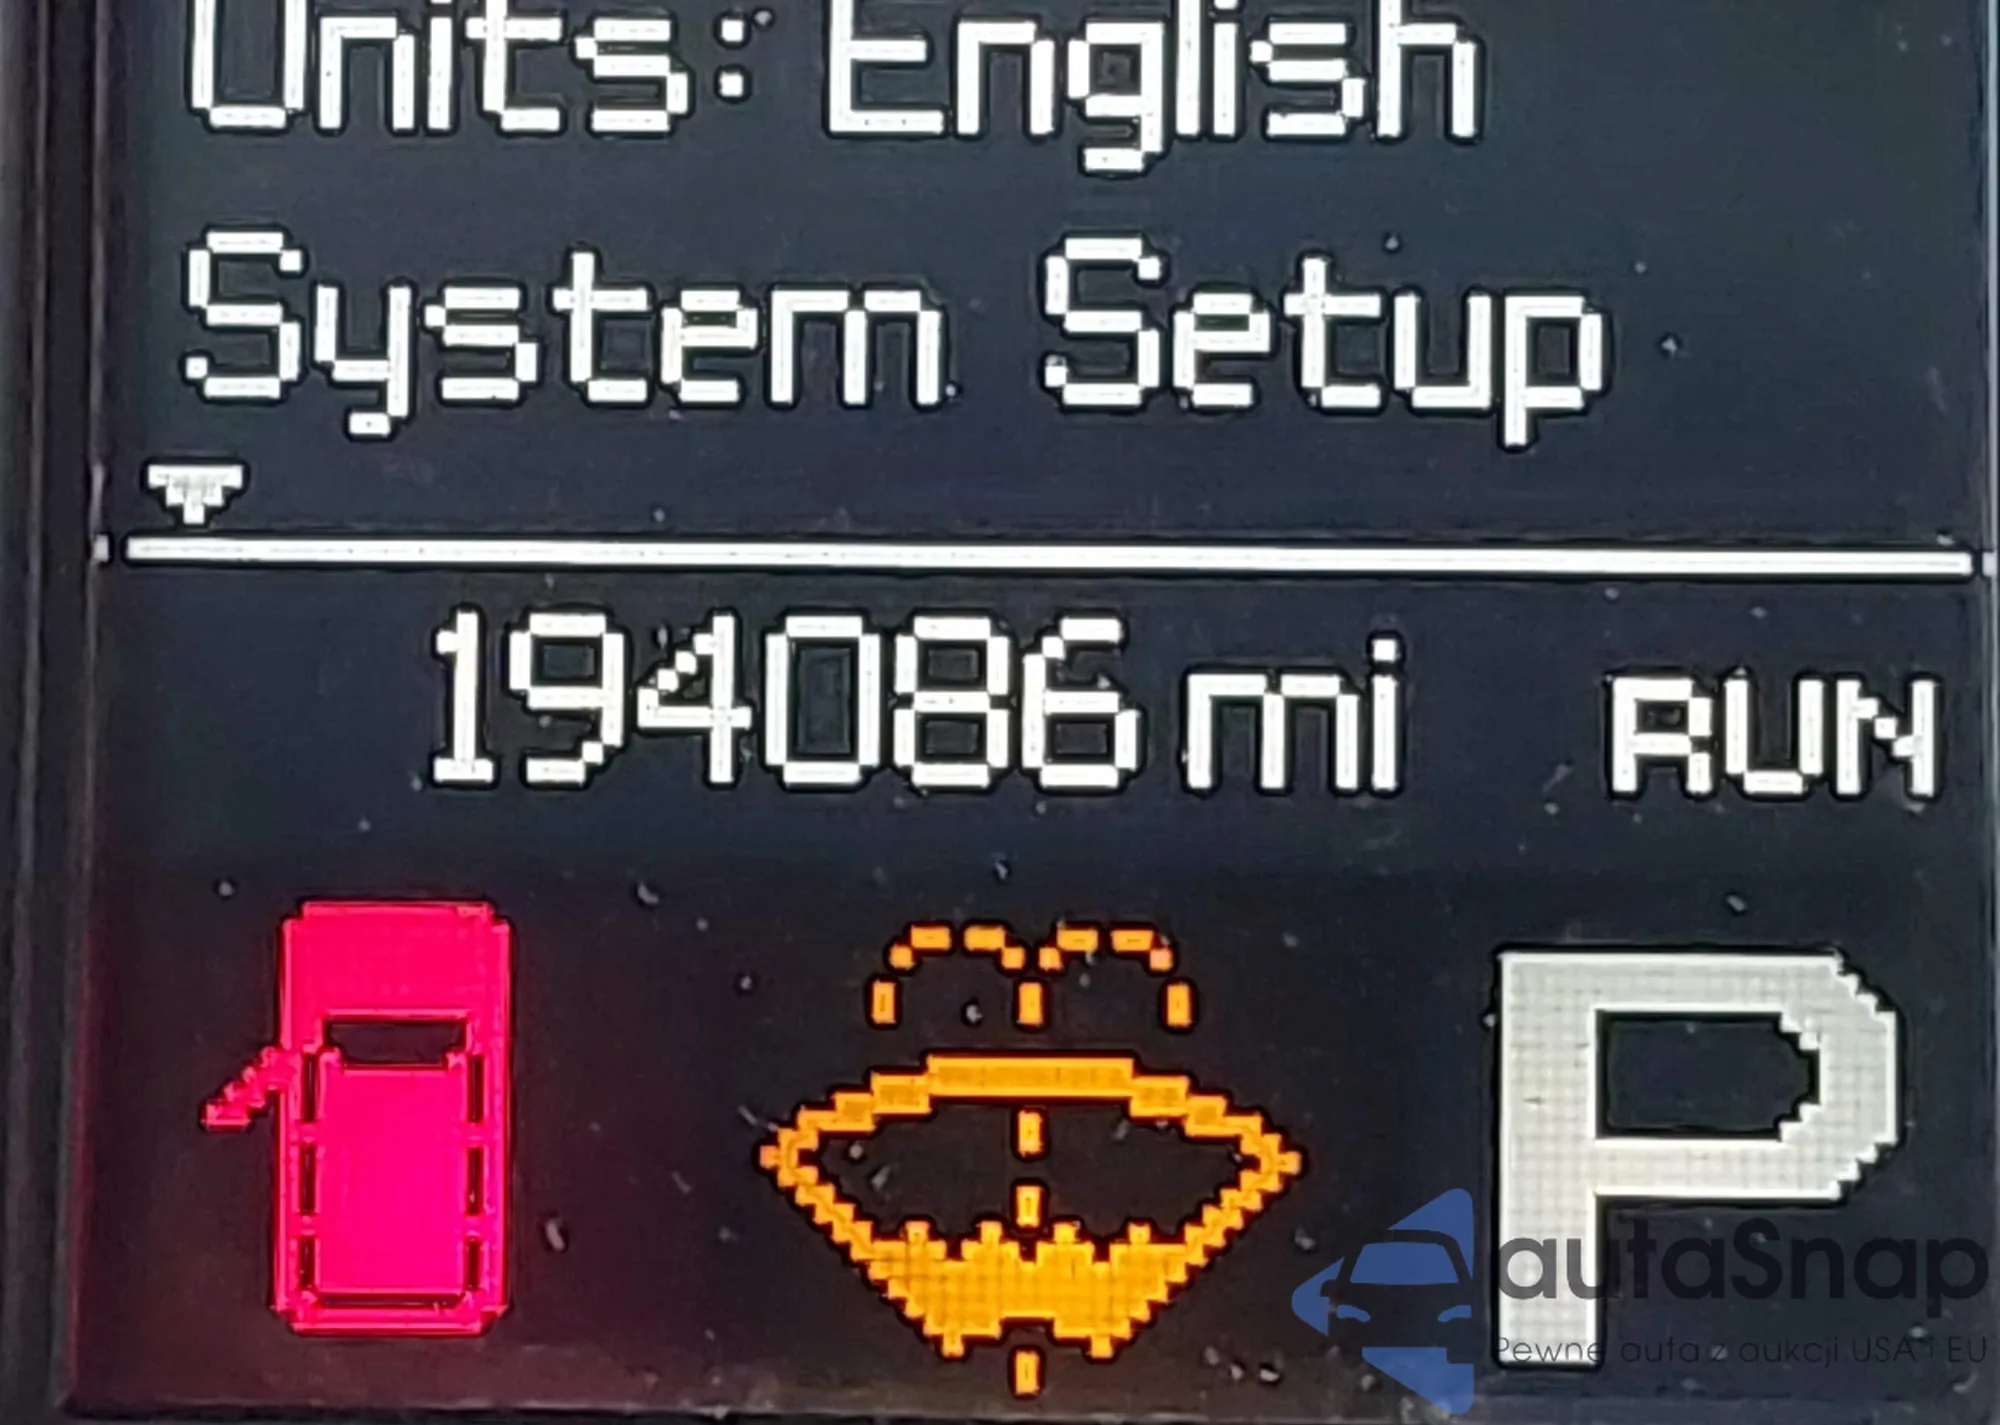 Units: English
System Setup
194086 mi RUN
P
autaSnap
Pewne auta z aukcji USA i EU